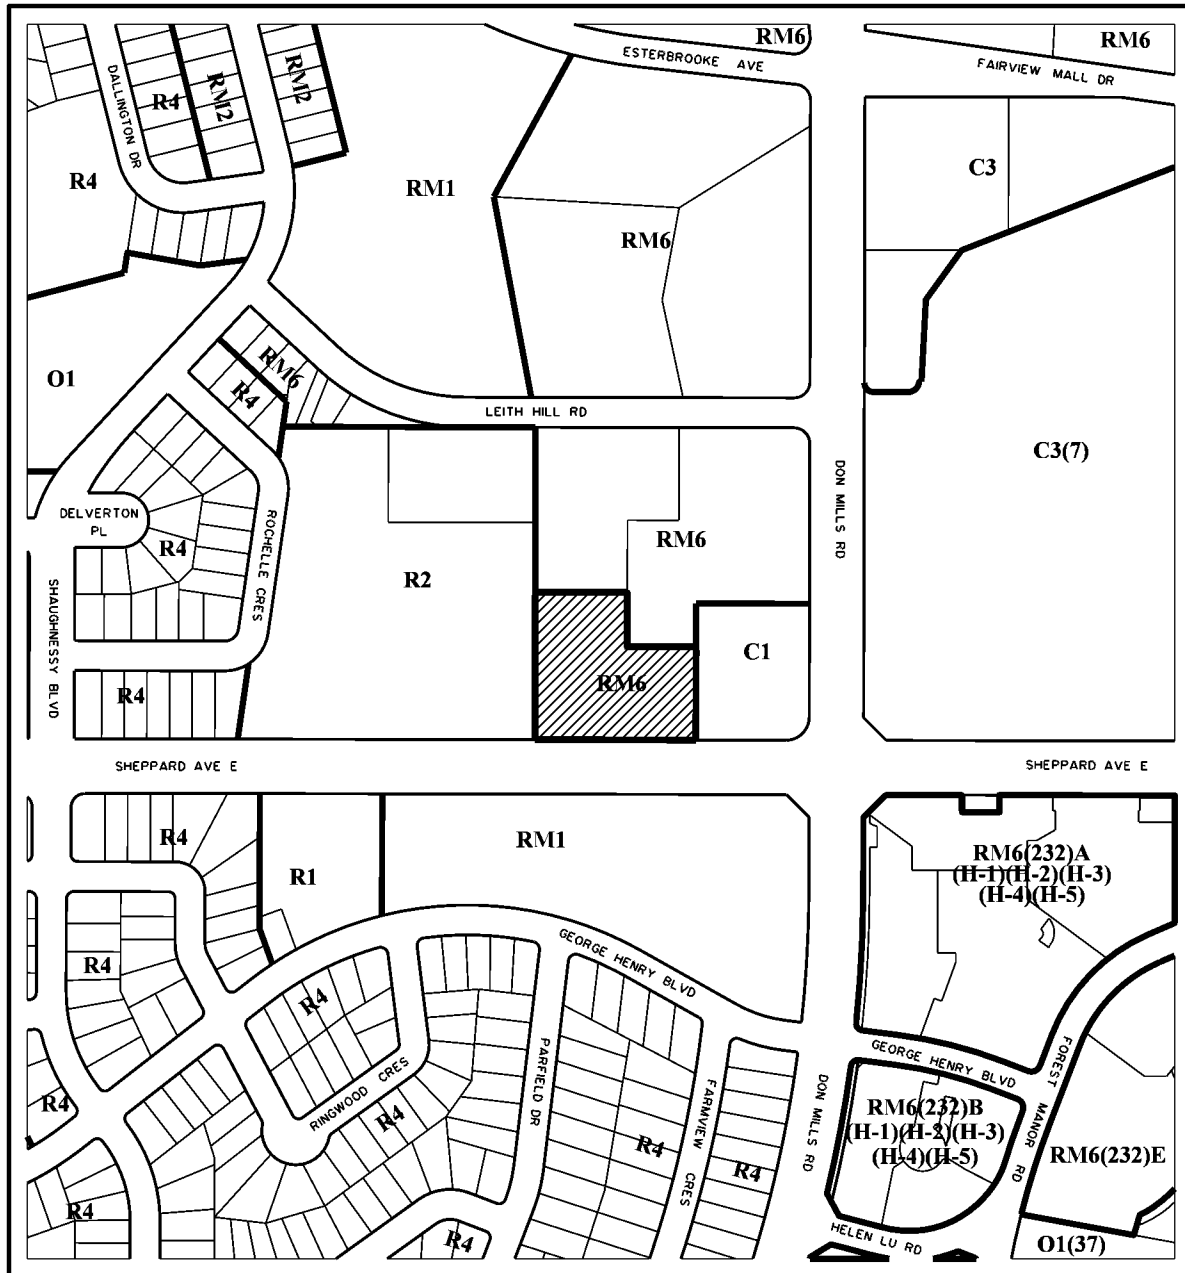 RM6
ESTERBROOKE AVE
RM6
FAIRVIEW MALL DR
DALLINGTON DR
R4
RM2
RM2
R4
RM1
C3
RM6
O1
RM6
R4
LEITH HILL RD
C3(7)
DON MILLS RD
DELVERTON
PL
R4
ROCHELLE CRES
RM6
R2
SHAUGHNESSY BLVD
C1
RM6
R4
SHEPPARD AVE E
SHEPPARD AVE E
R4
RM1
R1
RM6(232)A
(H-1)(H-2)(H-3)
(H-4)(H-5)
R4
GEORGE HENRY BLVD
R4
PARFIELD DR
GEORGE HENRY BLVD
FOREST MANOR RD
RINGWOOD CRES
R4
R4
FARMVIEW CRES
DON MILLS RD
RM6(232)B
(H-1)(H-2)(H-3)
(H-4)(H-5)
R4
R4
RM6(232)E
R4
R4
HELEN LU RD
O1(37)